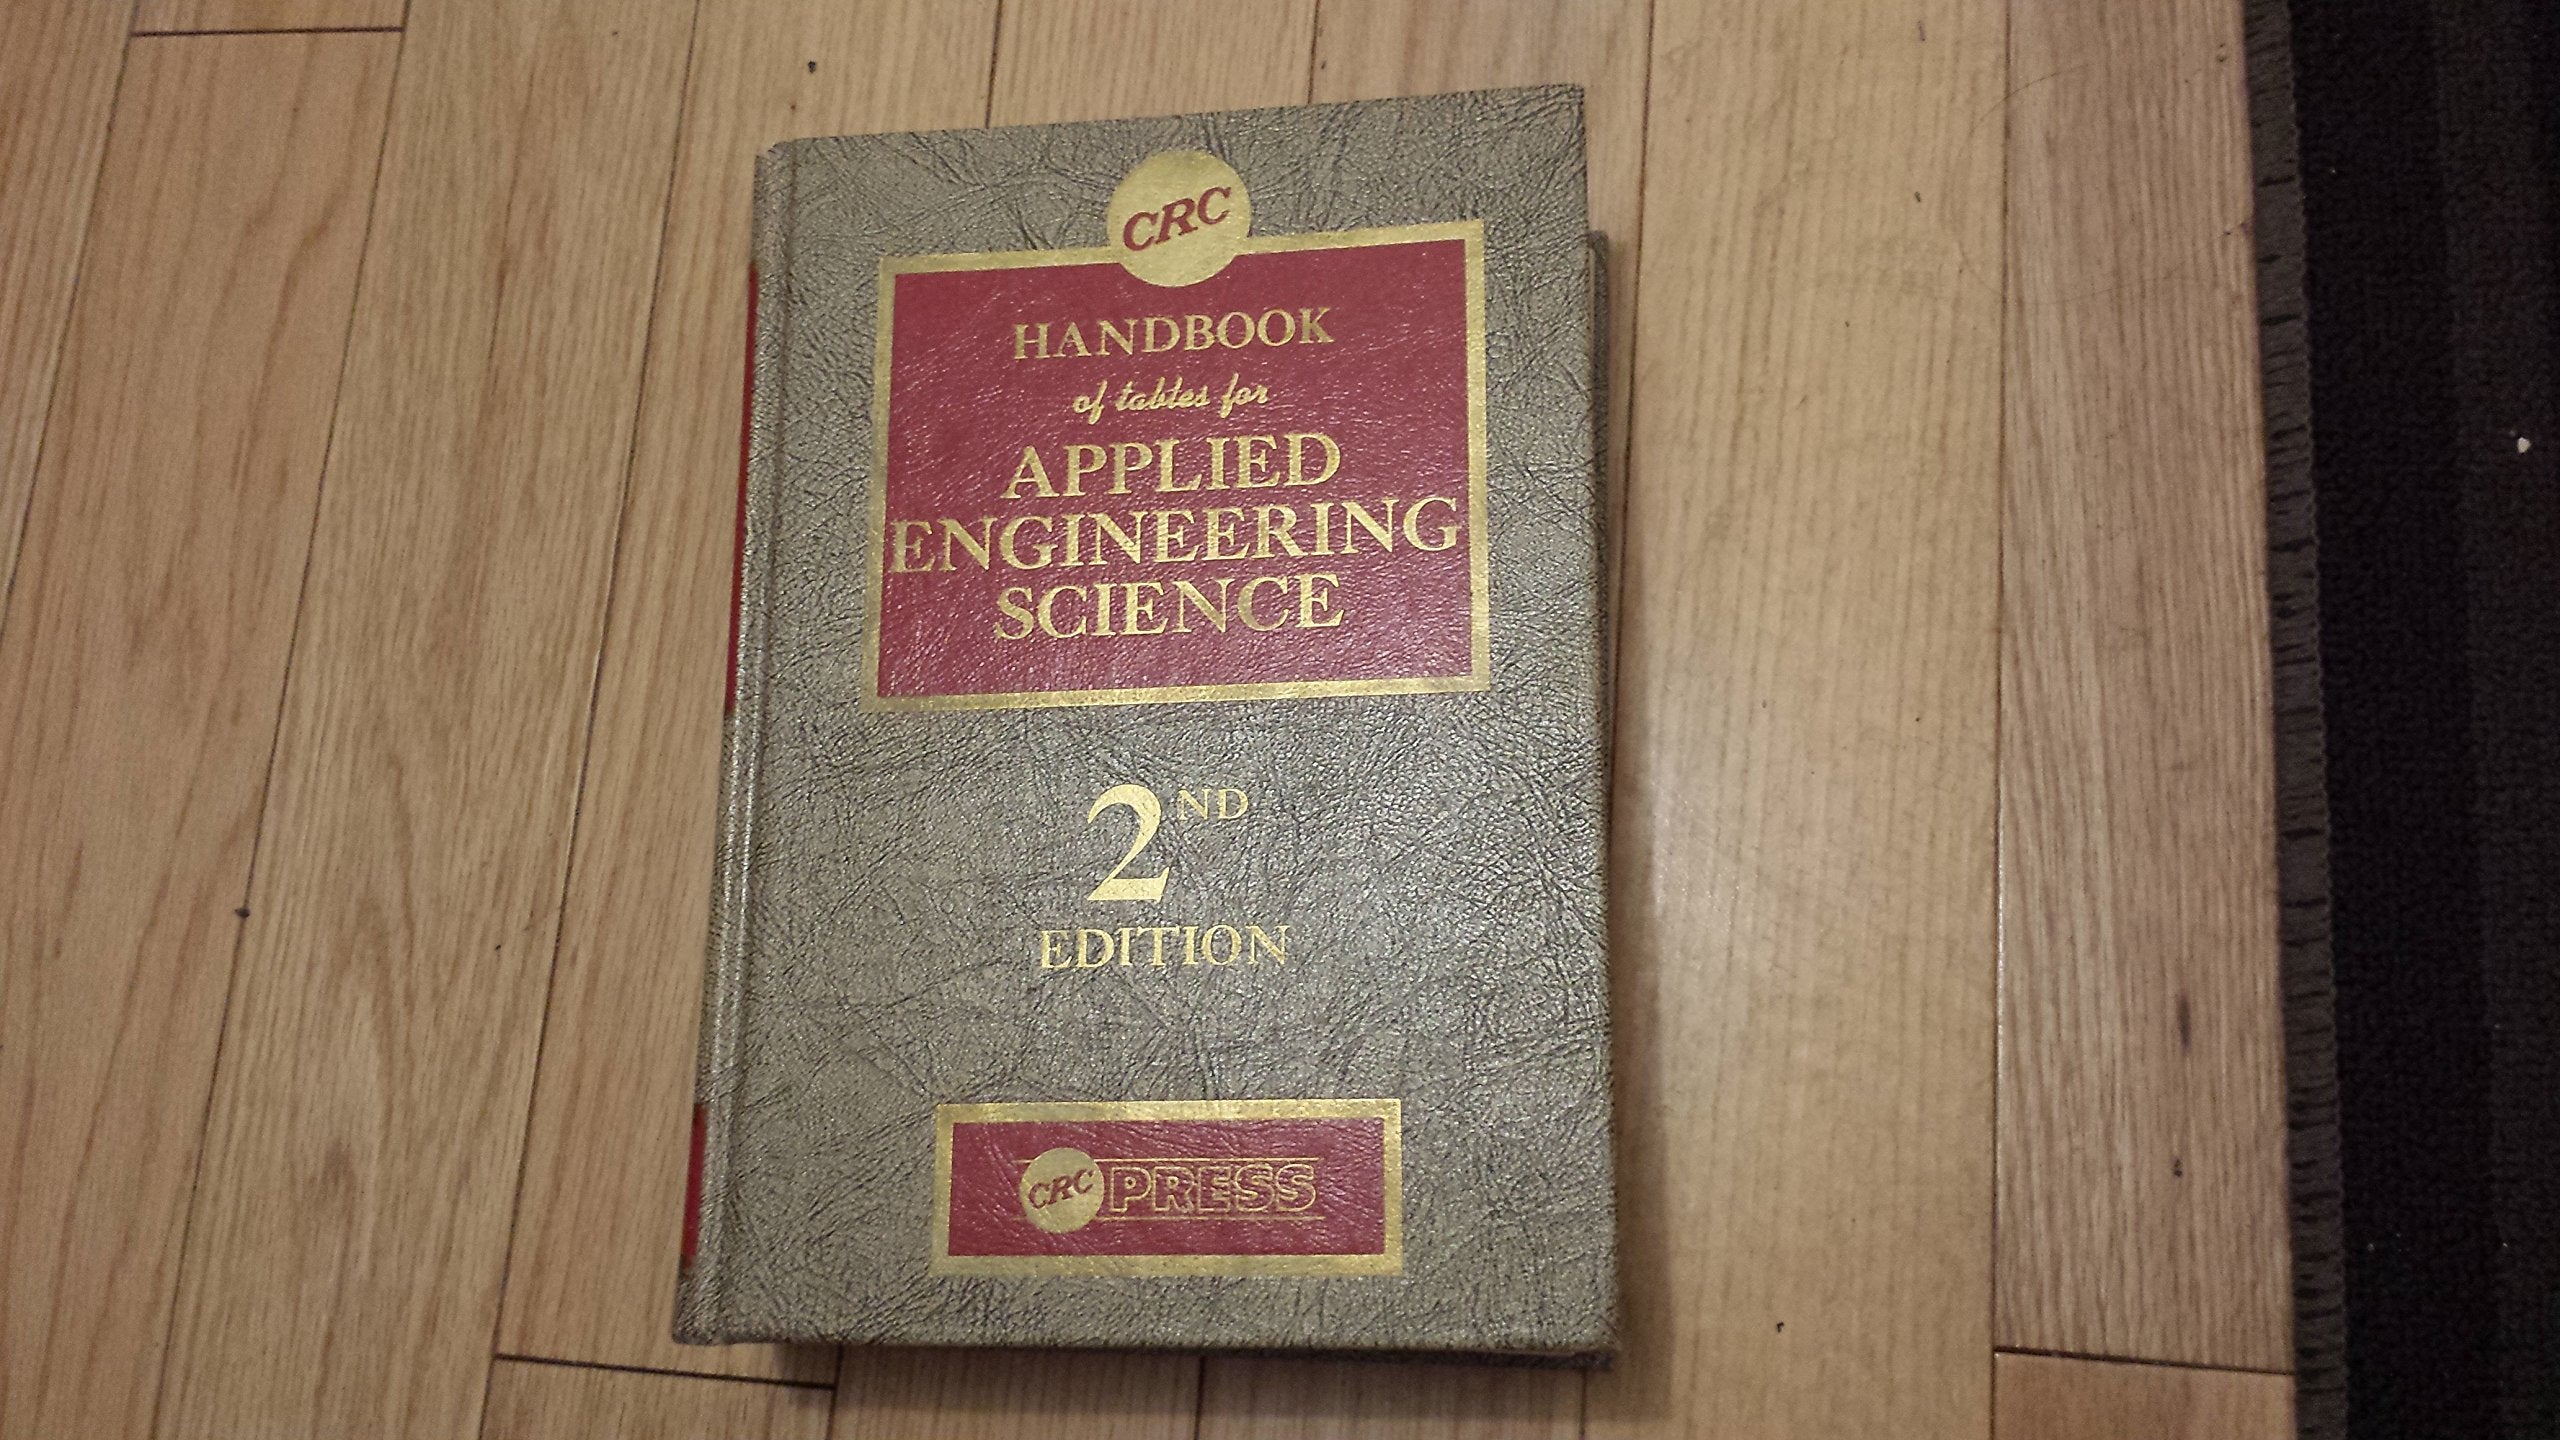 CRC
HANDBOOK
of tables for
APPLIED
ENGINEERING
SCIENCE
2ND
EDITION
CRC PRESS